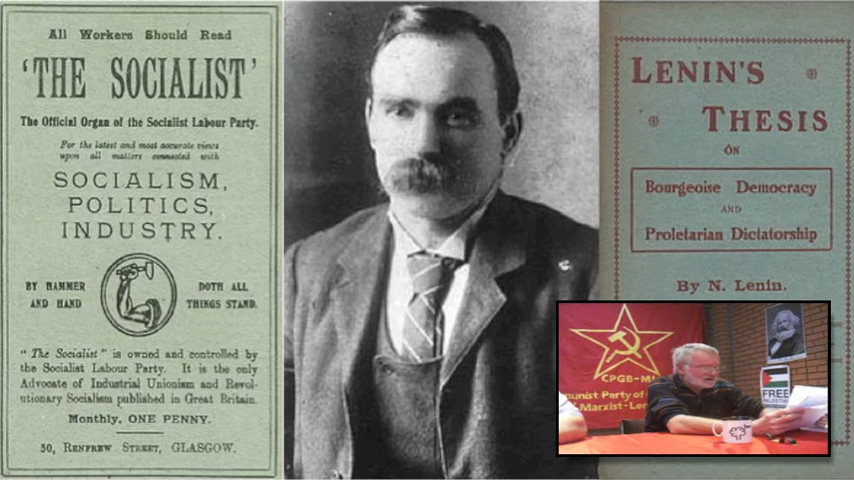 All Workers Should Read
'THE SOCIALIST'
The Official Organ of the Socialist Labour Party.
For the latest and most accurate views
upon all matters connected with
SOCIALISM,
POLITICS,
INDUSTRY.
BY HAMMER
AND HAND
DOTH ALL
THINGS STAND.
"The Socialist" is owned and controlled by
the Socialist Labour Party. It is the only
Advocate of Industrial Unionism and Revol-
utionary Socialism published in Great Britain.
Monthly, ONE PENNY.
50, RENFREW STREET, GLASGOW.
LENIN'S
THESIS
ON
Bourgeoise Democracy
AND
Proletarian Dictatorship
By N. Lenin.
CPGB-ML
munist Party of
Marxist-Len
FREE
PALESTINE